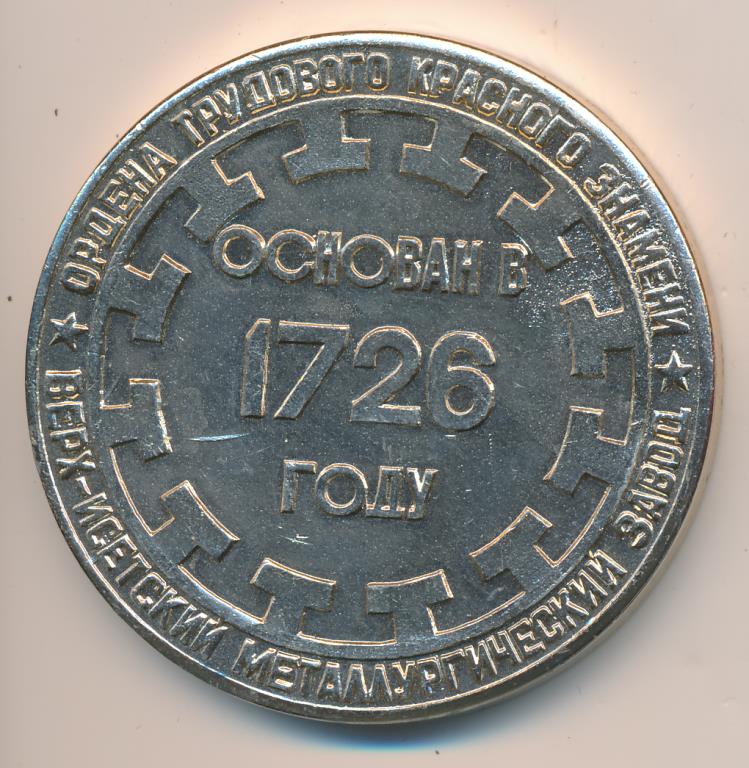 ОРДЕНА ТРУДОВОГО КРАСНОГО ЗНАМЕНИ
ОСНОВАН В
1726
ГОДУ
★ ВЕРХ-ИСЕТСКИЙ МЕТАЛЛУРГИЧЕСКИЙ ЗАВОД ★